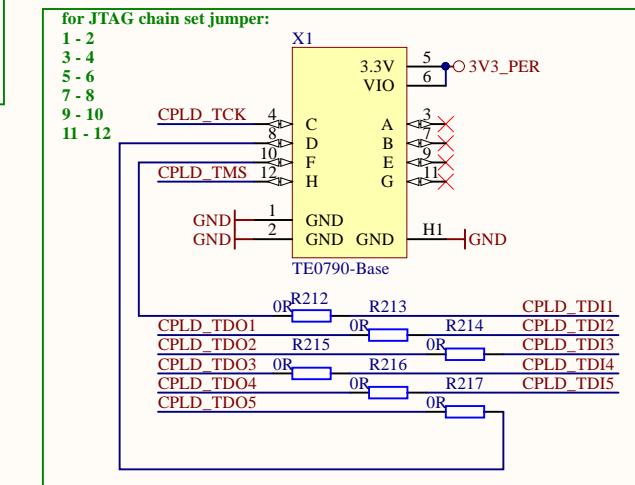 for JTAG chain set jumper:
1 - 2
3 - 4
5 - 6
7 - 8
9 - 10
11 - 12
X1
3.3V 5 3V3_PER
VIO 6
CPLD_TCK 4 C A 3
8 D B 7
10 F E 9
CPLD_TMS 12 H G 11
GND 1 GND
GND 2 GND GND H1 GND
TE0790-Base
0R R212 R213 CPLD_TDI1
CPLD_TDO1 0R R214 CPLD_TDI2
CPLD_TDO2 R215 0R CPLD_TDI3
CPLD_TDO3 0R R216 CPLD_TDI4
CPLD_TDO4 0R R217 CPLD_TDI5
CPLD_TDO5 0R